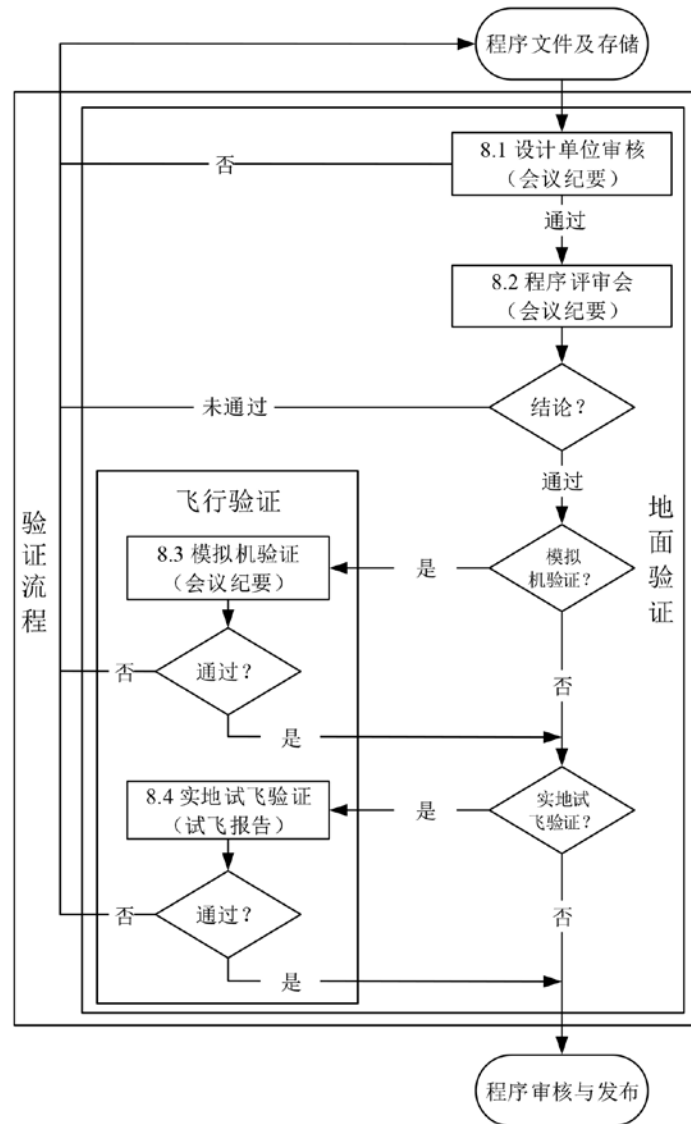 程序文件及存储
8.1 设计单位审核
（会议纪要）
否
通过
8.2 程序评审会
（会议纪要）
未通过
结论？
通过
飞行验证
验证流程
地面验证
8.3 模拟机验证
（会议纪要）
是
模拟
机验证？
否
通过？
否
是
8.4 实地试飞验证
（试飞报告）
是
实地试
飞验证？
否
通过？
否
是
程序审核与发布